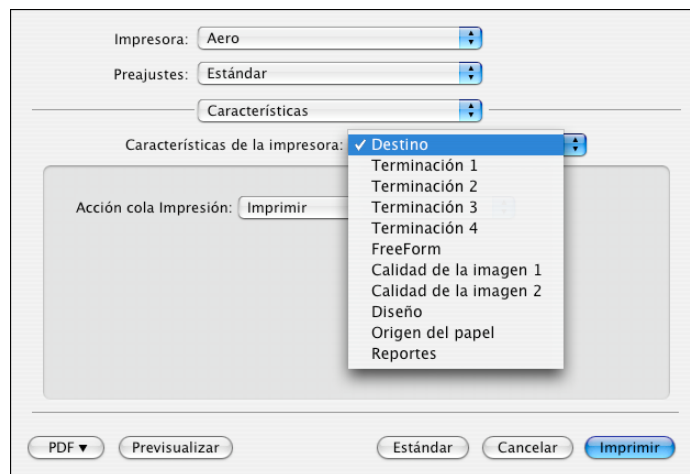 Impresora: Aero
Preajustes: Estándar
Características
Características de la impresora: ✓ Destino
Terminación 1
Terminación 2
Acción cola Impresión: Imprimir Terminación 3
Terminación 4
FreeForm
Calidad de la imagen 1
Calidad de la imagen 2
Diseño
Origen del papel
Reportes
PDF ▼ Previsualizar Estándar Cancelar Imprimir